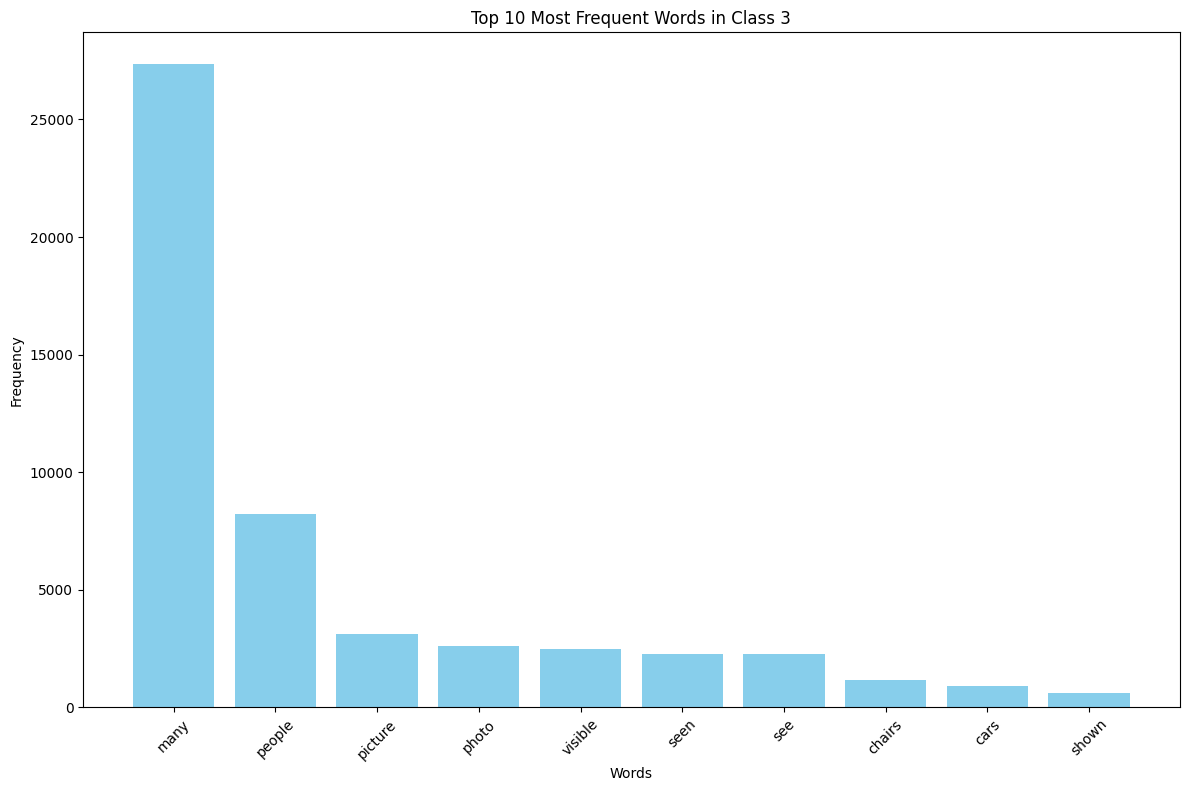 Top 10 Most Frequent Words in Class 3
Frequency
25000
20000
15000
10000
5000
0
many people picture photo visible seen see chairs cars shown
Words